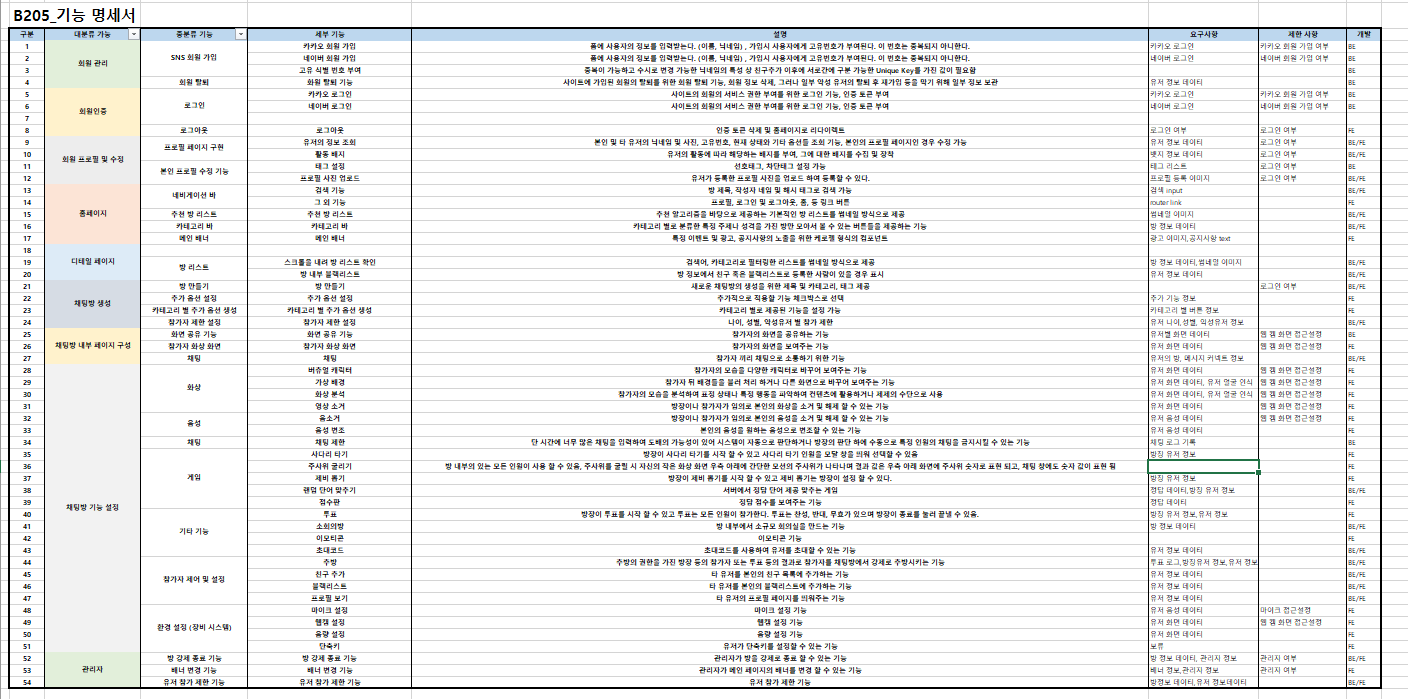 B205_기능 명세서
구분 대분류 기능 중분류 기능 세부 기능 설명 요구사항 제한 사항 개발
1 회원 관리 SNS 회원 가입 카카오 회원 가입 폼에 사용자의 정보를 입력받는다. (이름, 닉네임) , 가입시 사용자에게 고유번호가 부여된다. 이 번호는 중복되지 아니한다. 카카오 로그인 카카오 회원 가입 여부 BE
2 네이버 회원 가입 폼에 사용자의 정보를 입력받는다. (이름, 닉네임) , 가입시 사용자에게 고유번호가 부여된다. 이 번호는 중복되지 아니한다. 네이버 로그인 네이버 회원 가입 여부 BE
3 고유 식별 번호 부여 중복이 가능하고 수시로 변경 가능한 닉네임의 특성 상 친구추가 이후에 서로간에 구분 가능한 Unique Key를 가진 값이 필요함 BE
4 회원 탈퇴 회원 탈퇴 기능 사이트에 가입된 회원의 탈퇴를 위한 회원 탈퇴 기능, 회원 정보 삭제, 그러나 일부 악성 유저의 탈퇴 후 재가입 등을 막기 위해 일부 정보 보관 유저 정보 데이터 BE
5 회원인증 로그인 카카오 로그인 사이트의 회원의 서비스 권한 부여를 위한 로그인 기능, 인증 토큰 부여 카카오 로그인 카카오 회원 가입 여부 BE
6 네이버 로그인 사이트의 회원의 서비스 권한 부여를 위한 로그인 기능, 인증 토큰 부여 네이버 로그인 네이버 회원 가입 여부 BE
7
8 로그아웃 로그아웃 인증 토큰 삭제 및 홈페이지로 리다이렉트 로그인 여부 로그인 여부 FE
9 회원 프로필 및 수정 프로필 페이지 구현 유저의 정보 조회 본인 및 타 유저의 닉네임 및 사진, 고유번호, 현재 상태와 기타 옵션들 조회 기능, 본인의 프로필 페이지인 경우 수정 가능 유저 정보 데이터 로그인 여부 BE/FE
10 활동 배지 유저의 활동에 따라 해당하는 배지를 부여, 그에 대한 배지를 수집 및 장착 뱃지 정보 데이터 로그인 여부 BE/FE
11 본인 프로필 수정 기능 태그 설정 선호태그, 차단태그 설정 가능 태그 리스트 로그인 여부 BE
12 프로필 사진 업로드 유저가 등록한 프로필 사진을 업로드 하여 등록할 수 있다. 프로필 등록 이미지 로그인 여부 BE/FE
13 홈페이지 네비게이션 바 검색 기능 방 제목, 작성자 네임 및 해시 태그로 검색 가능 검색 input BE/FE
14 그 외 기능 프로필, 로그인 및 로그아웃, 홈, 등 링크 버튼 router link FE
15 추천 방 리스트 추천 방 리스트 추천 알고리즘을 바탕으로 제공하는 기본적인 방 리스트를 썸네일 방식으로 제공 썸네일 이미지 BE/FE
16 카테고리 바 카테고리 바 카테고리 별로 분류한 특정 주제나 성격을 가진 방만 모아서 볼 수 있는 버튼들을 제공하는 기능 방 정보 데이터 BE/FE
17 메인 배너 메인 배너 특정 이벤트 및 광고, 공지사항의 노출을 위한 캐로젤 형식의 컴포넌트 광고 이미지,공지사항 text FE
18 디테일 페이지
19 방 리스트 스크롤을 내려 방 리스트 확인 검색어, 카테고리로 필터링한 리스트를 썸네일 방식으로 제공 방 정보 데이터,썸네일 이미지 BE/FE
20 방 내부 블랙리스트 방 정보에서 친구 혹은 블랙리스트로 등록한 사람이 있을 경우 표시 유저 정보 데이터 BE/FE
21 채팅방 생성 방 만들기 방 만들기 새로운 채팅방의 생성을 위한 제목 및 카테고리, 태그 제공 로그인 여부 BE/FE
22 추가 옵션 설정 추가 옵션 설정 추가적으로 적용할 기능 체크박스로 선택 추가 기능 정보 FE
23 카테고리 별 추가 옵션 생성 카테고리 별 추가 옵션 생성 카테고리 별로 제공된 기능을 설정 가능 카테고리 별 버튼 정보 FE
24 참가자 제한 설정 참가자 제한 설정 나이, 성별, 악성유저 별 참가 제한 유저 나이,성별, 악성유저 정보 BE/FE
25 채팅방 내부 페이지 구성 화면 공유 기능 화면 공유 기능 참가자의 화면을 공유하는 기능 유저별 화면 데이터 웹 캠 화면 접근설정 BE
26 참가자 화상 화면 참가자 화상 화면 참가자의 화면을 보여주는 기능 유저 화면 데이터 웹 캠 화면 접근설정 FE
27 채팅 채팅 참가자 끼리 채팅으로 소통하기 위한 기능 유저의 방, 메시지 커넥트 정보 BE/FE
28 채팅방 기능 설정 화상 버츄얼 캐릭터 참가자의 모습을 다양한 캐릭터로 바꾸어 보여주는 기능 유저 화면 데이터 웹 캠 화면 접근설정 FE
29 가상 배경 참가자 뒤 배경들을 블러 처리 하거나 다른 화면으로 바꾸어 보여주는 기능 유저 화면 데이터, 유저 얼굴 인식 웹 캠 화면 접근설정 FE
30 화상 분석 참가자의 모습을 분석하여 표정 상태나 특정 행동을 파악하여 컨텐츠에 활용하거나 제제의 수단으로 사용 유저 화면 데이터, 유저 얼굴 인식 웹 캠 화면 접근설정 FE
31 영상 소거 방장이나 참가자가 임의로 본인의 화상을 소거 및 해제 할 수 있는 기능 유저 화면 데이터 웹 캠 화면 접근설정 FE
32 음성 음소거 방장이나 참가자가 임의로 본인의 음성을 소거 및 해제 할 수 있는 기능 유저 음성 데이터 웹 캠 화면 접근설정 FE
33 음성 변조 본인의 음성을 원하는 음성으로 변조할 수 있는 기능 유저 음성 데이터 FE
34 채팅 채팅 제한 단 시간에 너무 많은 채팅을 입력하여 도배의 가능성이 있어 시스템이 자동으로 판단하거나 방장의 판단 하에 수동으로 특정 인원의 채팅을 금지시킬 수 있는 기능 채팅 로그 기록 BE
35 게임 사다리 타기 방장이 사다리 타기를 시작 할 수 있고 사다리 타기 인원을 모달 창을 띄워 선택할 수 있음 방징 유저 정보 FE
36 주사위 굴리기 방 내부의 있는 모든 인원이 사용 할 수 있음, 주사위를 굴릴 시 자신의 작은 화상 화면 우측 아래에 간단한 모션의 주사위가 나타나며 결과 값은 우측 아래 화면에 주사위 숫자로 표현 되고, 채팅 창에도 숫자 값이 표현 됨 FE
37 제비 뽑기 방장이 제비 뽑기를 시작 할 수 있고 제비 뽑기는 방장이 설정 할 수 있다. 방징 유저 정보 FE
38 랜덤 단어 맞추기 서버에서 정답 단어 제공 맞추는 게임 정답 데이터,방징 유저 정보 BE/FE
39 점수판 정답 점수를 보여주는 기능 정답 데이터 FE
40 기타 기능 투표 방장이 투표를 시작 할 수 있고 투표는 모든 인원이 참가한다. 투표는 찬성, 반대, 무효가 있으며 방장이 종료를 눌러 끝낼 수 있음. 방징 유저 정보,유저 정보 FE
41 소회의방 방 내부에서 소규모 회의실을 만드는 기능 방 정보 데이터 BE/FE
42 이모티콘 이모티콘 기능 FE
43 초대코드 초대코드를 사용하여 유저를 초대할 수 있는 기능 유저 정보 데이터 BE/FE
44 참가자 제어 및 설정 추방 추방의 권한을 가진 방장 등의 참가자 또는 투표 등의 결과로 참가자를 채팅방에서 강제로 추방시키는 기능 투표 로그,방징유저 정보,유저 정보 BE/FE
45 친구 추가 타 유저를 본인의 친구 목록에 추가하는 기능 유저 정보 데이터 BE/FE
46 블랙리스트 타 유저를 본인의 블랙리스트에 추가하는 기능 유저 정보 데이터 BE/FE
47 프로필 보기 타 유저의 프로필 페이지를 띄워주는 기능 유저 정보 데이터 BE/FE
48 환경 설정 (장비 시스템) 마이크 설정 마이크 설정 기능 유저 음성 데이터 마이크 접근설정 FE
49 웹캠 설정 웹캠 설정 기능 유저 화면 데이터 웹 캠 화면 접근설정 FE
50 음량 설정 음량 설정 기능 유저 화면 데이터 FE
51 단축키 유저가 단축키를 설정할 수 있는 기능 보류 FE
52 관리자 방 강제 종료 기능 방 강제 종료 기능 관리자가 방을 강제로 종료 할 수 있는 기능 방 정보 데이터, 관리자 정보 관리자 여부 BE/FE
53 배너 변경 기능 배너 변경 기능 관리자가 메인 페이지의 배너를 변경 할 수 있는 기능 배너 정보,관리자 정보 관리자 여부 FE
54 유저 참가 제한 기능 유저 참가 제한 기능 유저 참가 제한 기능 방정보 데이터,유저 정보데이터 BE/FE